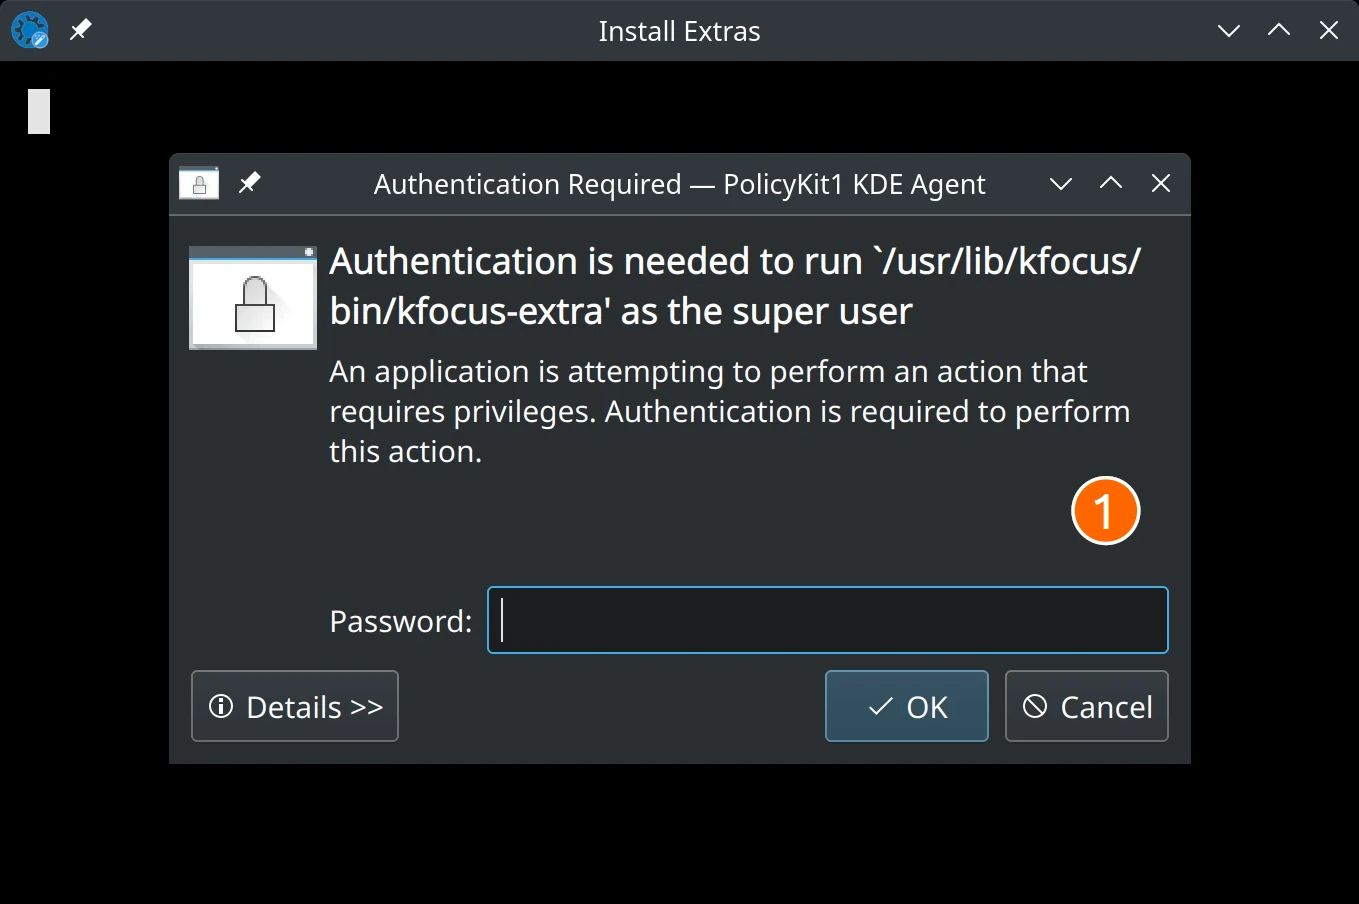 Install Extras
Authentication Required — PolicyKit1 KDE Agent
Authentication is needed to run `/usr/lib/kfocus/
bin/kfocus-extra' as the super user
An application is attempting to perform an action that
requires privileges. Authentication is required to perform
this action.
1
Password:
Details >>
OK
Cancel